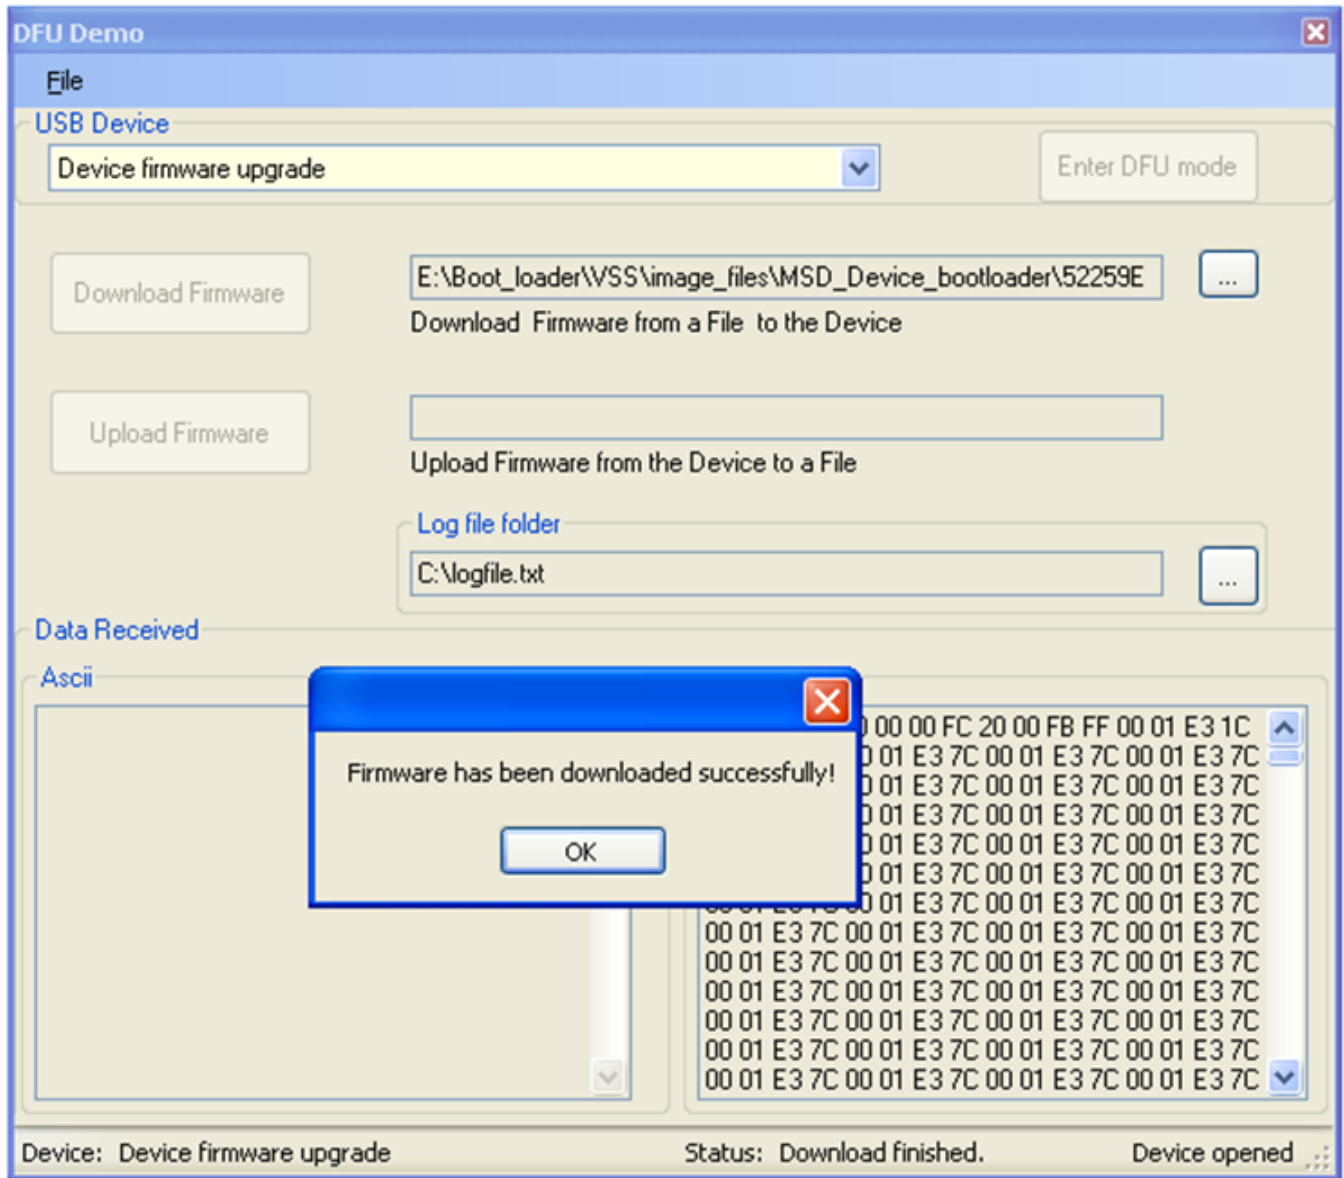 DFU Demo
File
USB Device
Device firmware upgrade
Enter DFU mode
Download Firmware
E:\Boot_loader\VSS\image_files\MSD_Device_bootloader\52259E
...
Download  Firmware from a File  to the Device
Upload Firmware
Upload Firmware from the Device to a File
Log file folder
C:\logfile.txt
...
Data Received
Ascii
00 00 FC 20 00 FB FF 00 01 E3 1C
01 E3 7C 00 01 E3 7C 00 01 E3 7C
01 E3 7C 00 01 E3 7C 00 01 E3 7C
01 E3 7C 00 01 E3 7C 00 01 E3 7C
01 E3 7C 00 01 E3 7C 00 01 E3 7C
01 E3 7C 00 01 E3 7C 00 01 E3 7C
01 E3 7C 00 01 E3 7C 00 01 E3 7C
00 01 E3 7C 00 01 E3 7C 00 01 E3 7C 00 01 E3 7C
00 01 E3 7C 00 01 E3 7C 00 01 E3 7C 00 01 E3 7C
00 01 E3 7C 00 01 E3 7C 00 01 E3 7C 00 01 E3 7C
00 01 E3 7C 00 01 E3 7C 00 01 E3 7C 00 01 E3 7C
00 01 E3 7C 00 01 E3 7C 00 01 E3 7C 00 01 E3 7C
00 01 E3 7C 00 01 E3 7C 00 01 E3 7C 00 01 E3 7C
Firmware has been downloaded successfully!
OK
Device:  Device firmware upgrade
Status:  Download finished.
Device opened